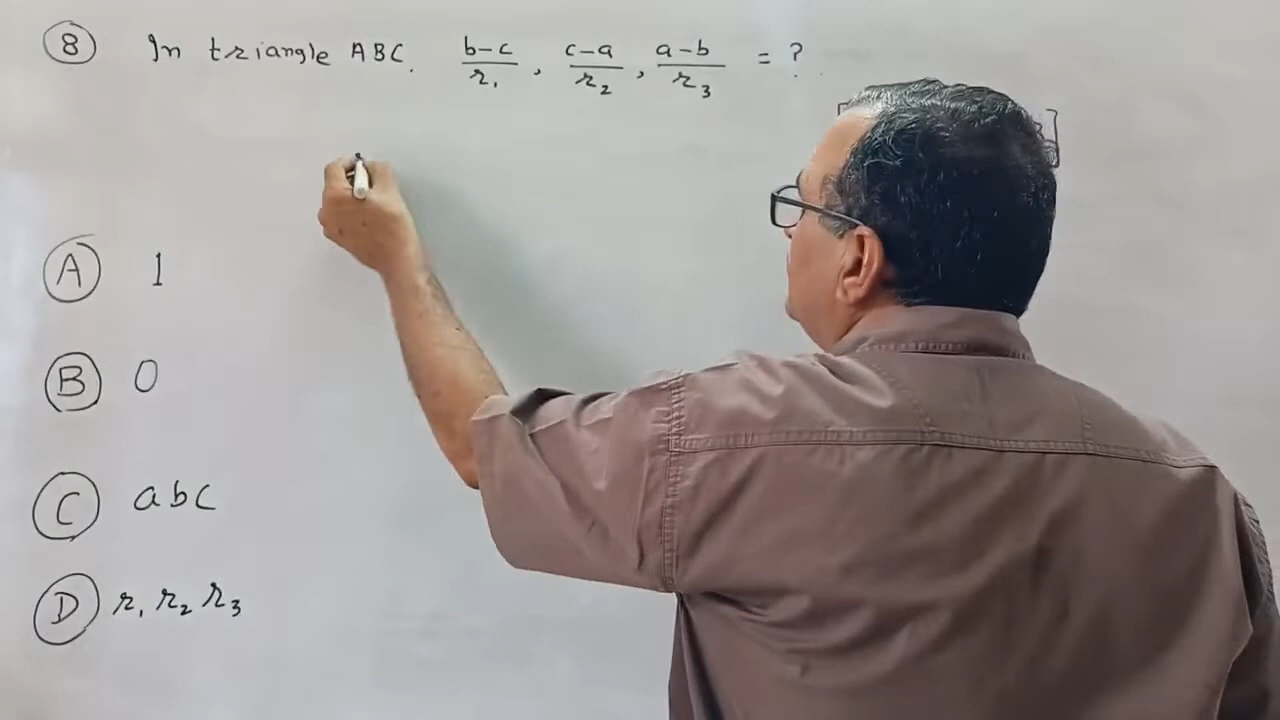 8 In triangle ABC. b-c/r₁, c-a/r₂, a-b/r₃ = ?
A 1
B 0
C abc
D r₁ r₂ r₃